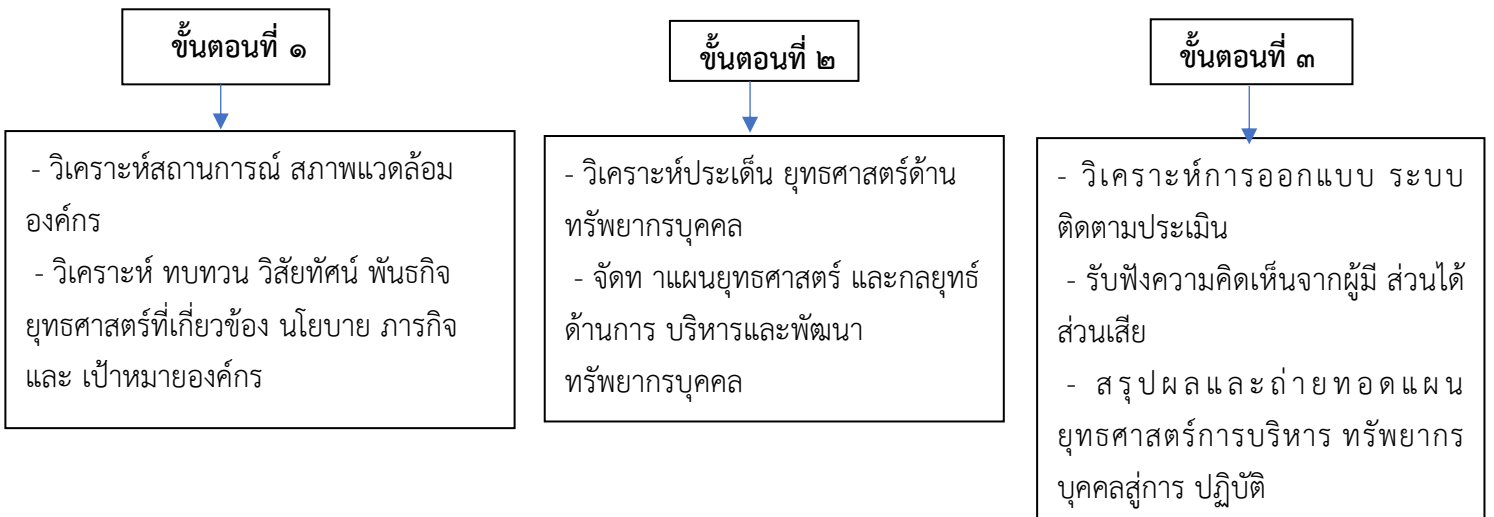 ขั้นตอนที่ ๑
- วิเคราะห์สถานการณ์ สภาพแวดล้อม
องค์กร
- วิเคราะห์ ทบทวน วิสัยทัศน์ พันธกิจ
ยุทธศาสตร์ที่เกี่ยวข้อง นโยบาย ภารกิจ
และ เป้าหมายองค์กร
ขั้นตอนที่ ๒
- วิเคราะห์ประเด็น ยุทธศาสตร์ด้าน
ทรัพยากรบุคคล
- จัดท าแผนยุทธศาสตร์ และกลยุทธ์
ด้านการ บริหารและพัฒนา
ทรัพยากรบุคคล
ขั้นตอนที่ ๓
- วิเคราะห์การออกแบบ ระบบ
ติดตามประเมิน
- รับฟังความคิดเห็นจากผู้มี ส่วนได้
ส่วนเสีย
- สรุปผลและถ่ายทอดแผน
ยุทธศาสตร์การบริหาร ทรัพยากร
บุคคลสู่การ ปฏิบัติ